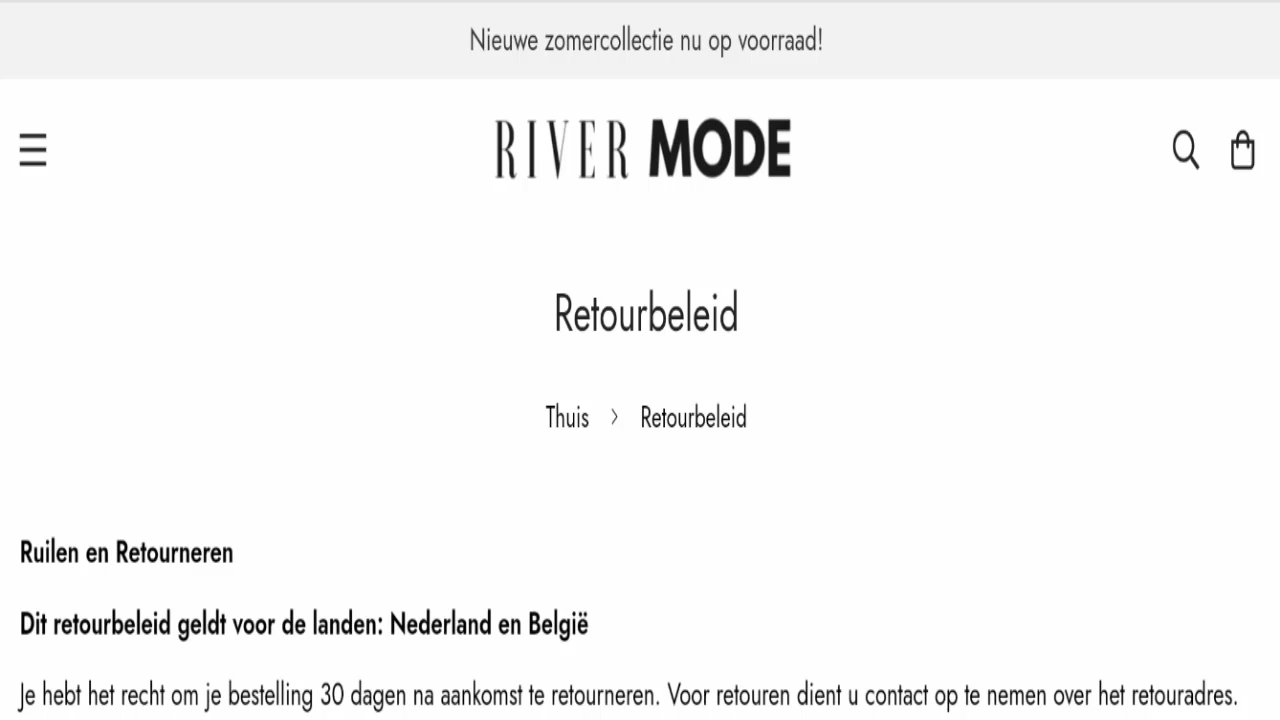 Nieuwe zomercollectie nu op voorraad!
RIVER MODE
Retourbeleid
Thuis > Retourbeleid
Ruilen en Retourneren
Dit retourbeleid geldt voor de landen: Nederland en België
Je hebt het recht om je bestelling 30 dagen na aankomst te retourneren. Voor retouren dient u contact op te nemen over het retouradres.